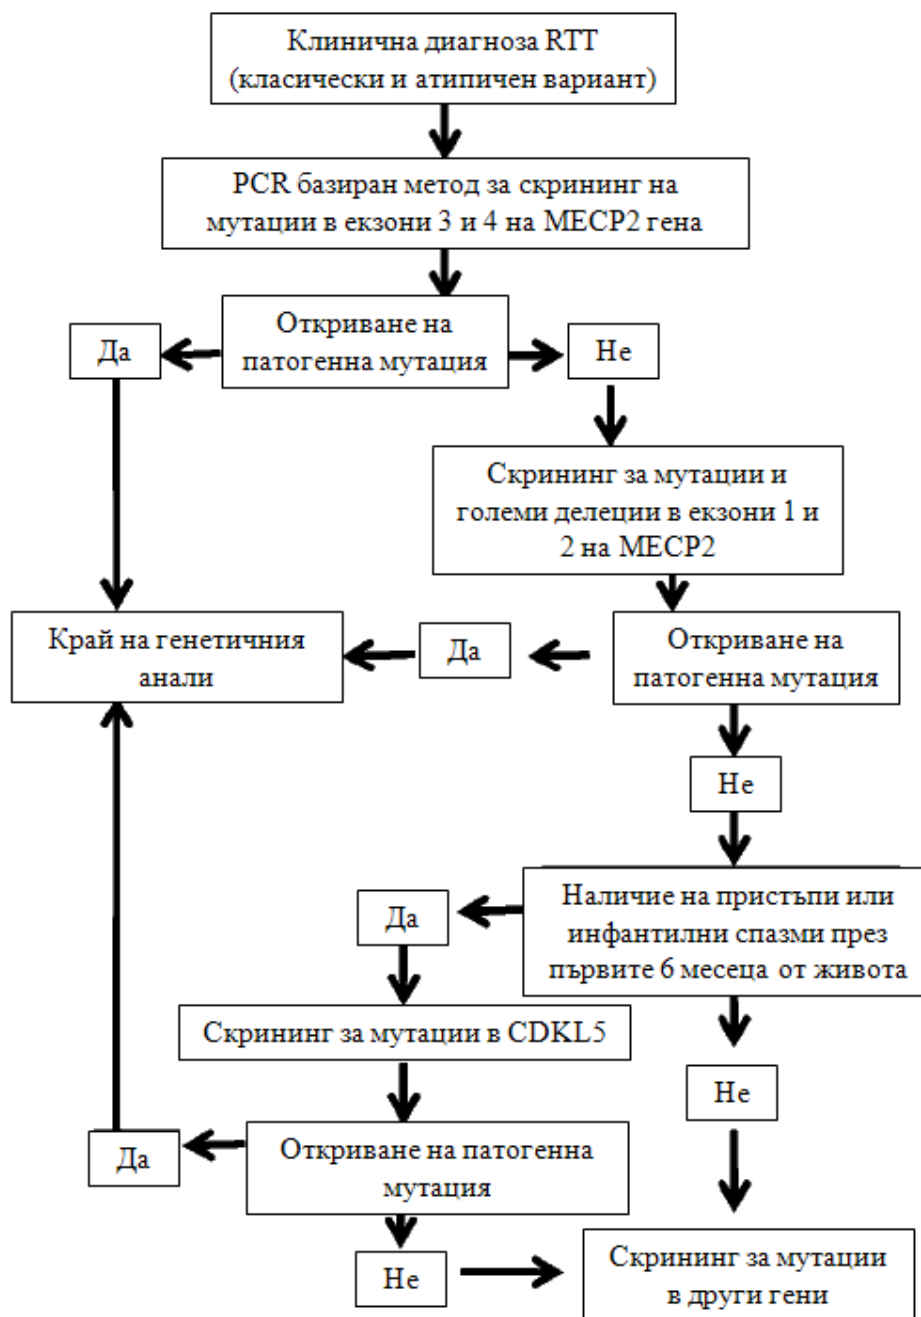 Клинична диагноза RTT
(класически и атипичен вариант)
PCR базиран метод за скрининг на
мутации в екзони 3 и 4 на MECP2 гена
Откриване на
патогенна мутация
Да
Не
Скрининг за мутации и
големи делеции в екзони 1 и
2 на MECP2
Край на генетичния
анали
Да
Откриване на
патогенна мутация
Не
Наличие на пристъпи или
инфантилни спазми през
първите 6 месеца от живота
Да
Скрининг за мутации в CDKL5
Не
Откриване на патогенна
мутация
Да
Не
Скрининг за мутации
в други гени